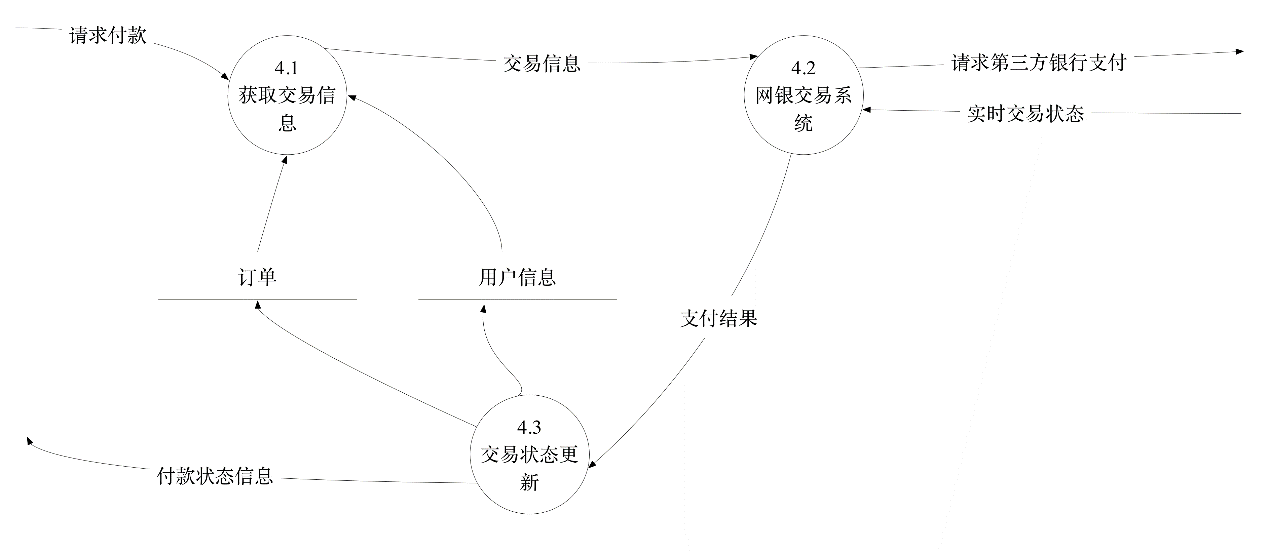 请求付款
4.1
获取交易信
息
交易信息
4.2
网银交易系
统
请求第三方银行支付
实时交易状态
订单
用户信息
支付结果
4.3
交易状态更
新
付款状态信息